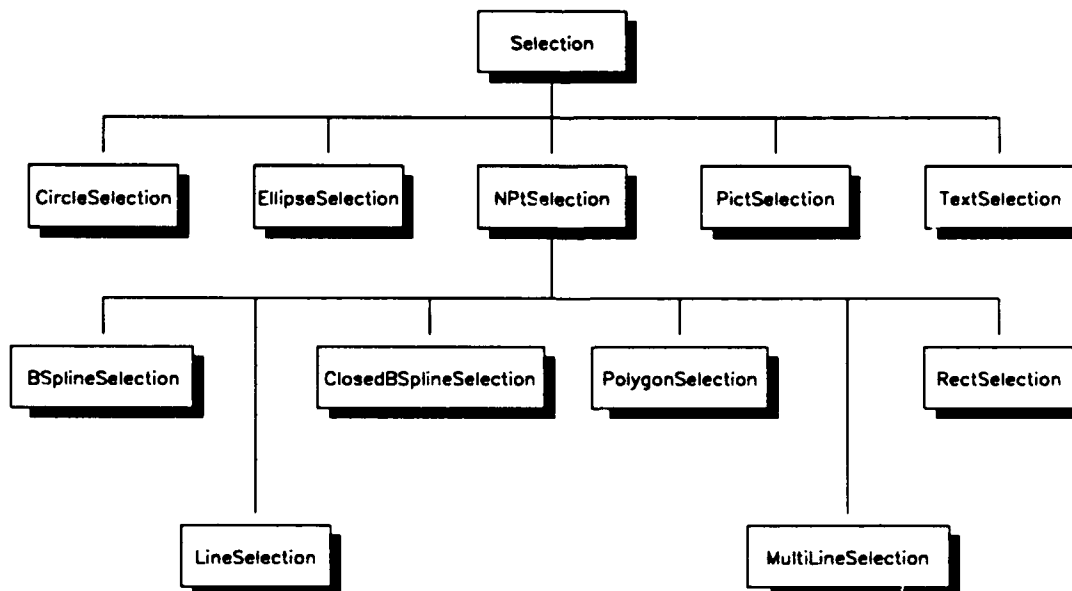 Selection
CircleSelection
EllipseSelection
NPtSelection
PictSelection
TextSelection
BSplineSelection
ClosedBSplineSelection
PolygonSelection
RectSelection
LineSelection
MultiLineSelection